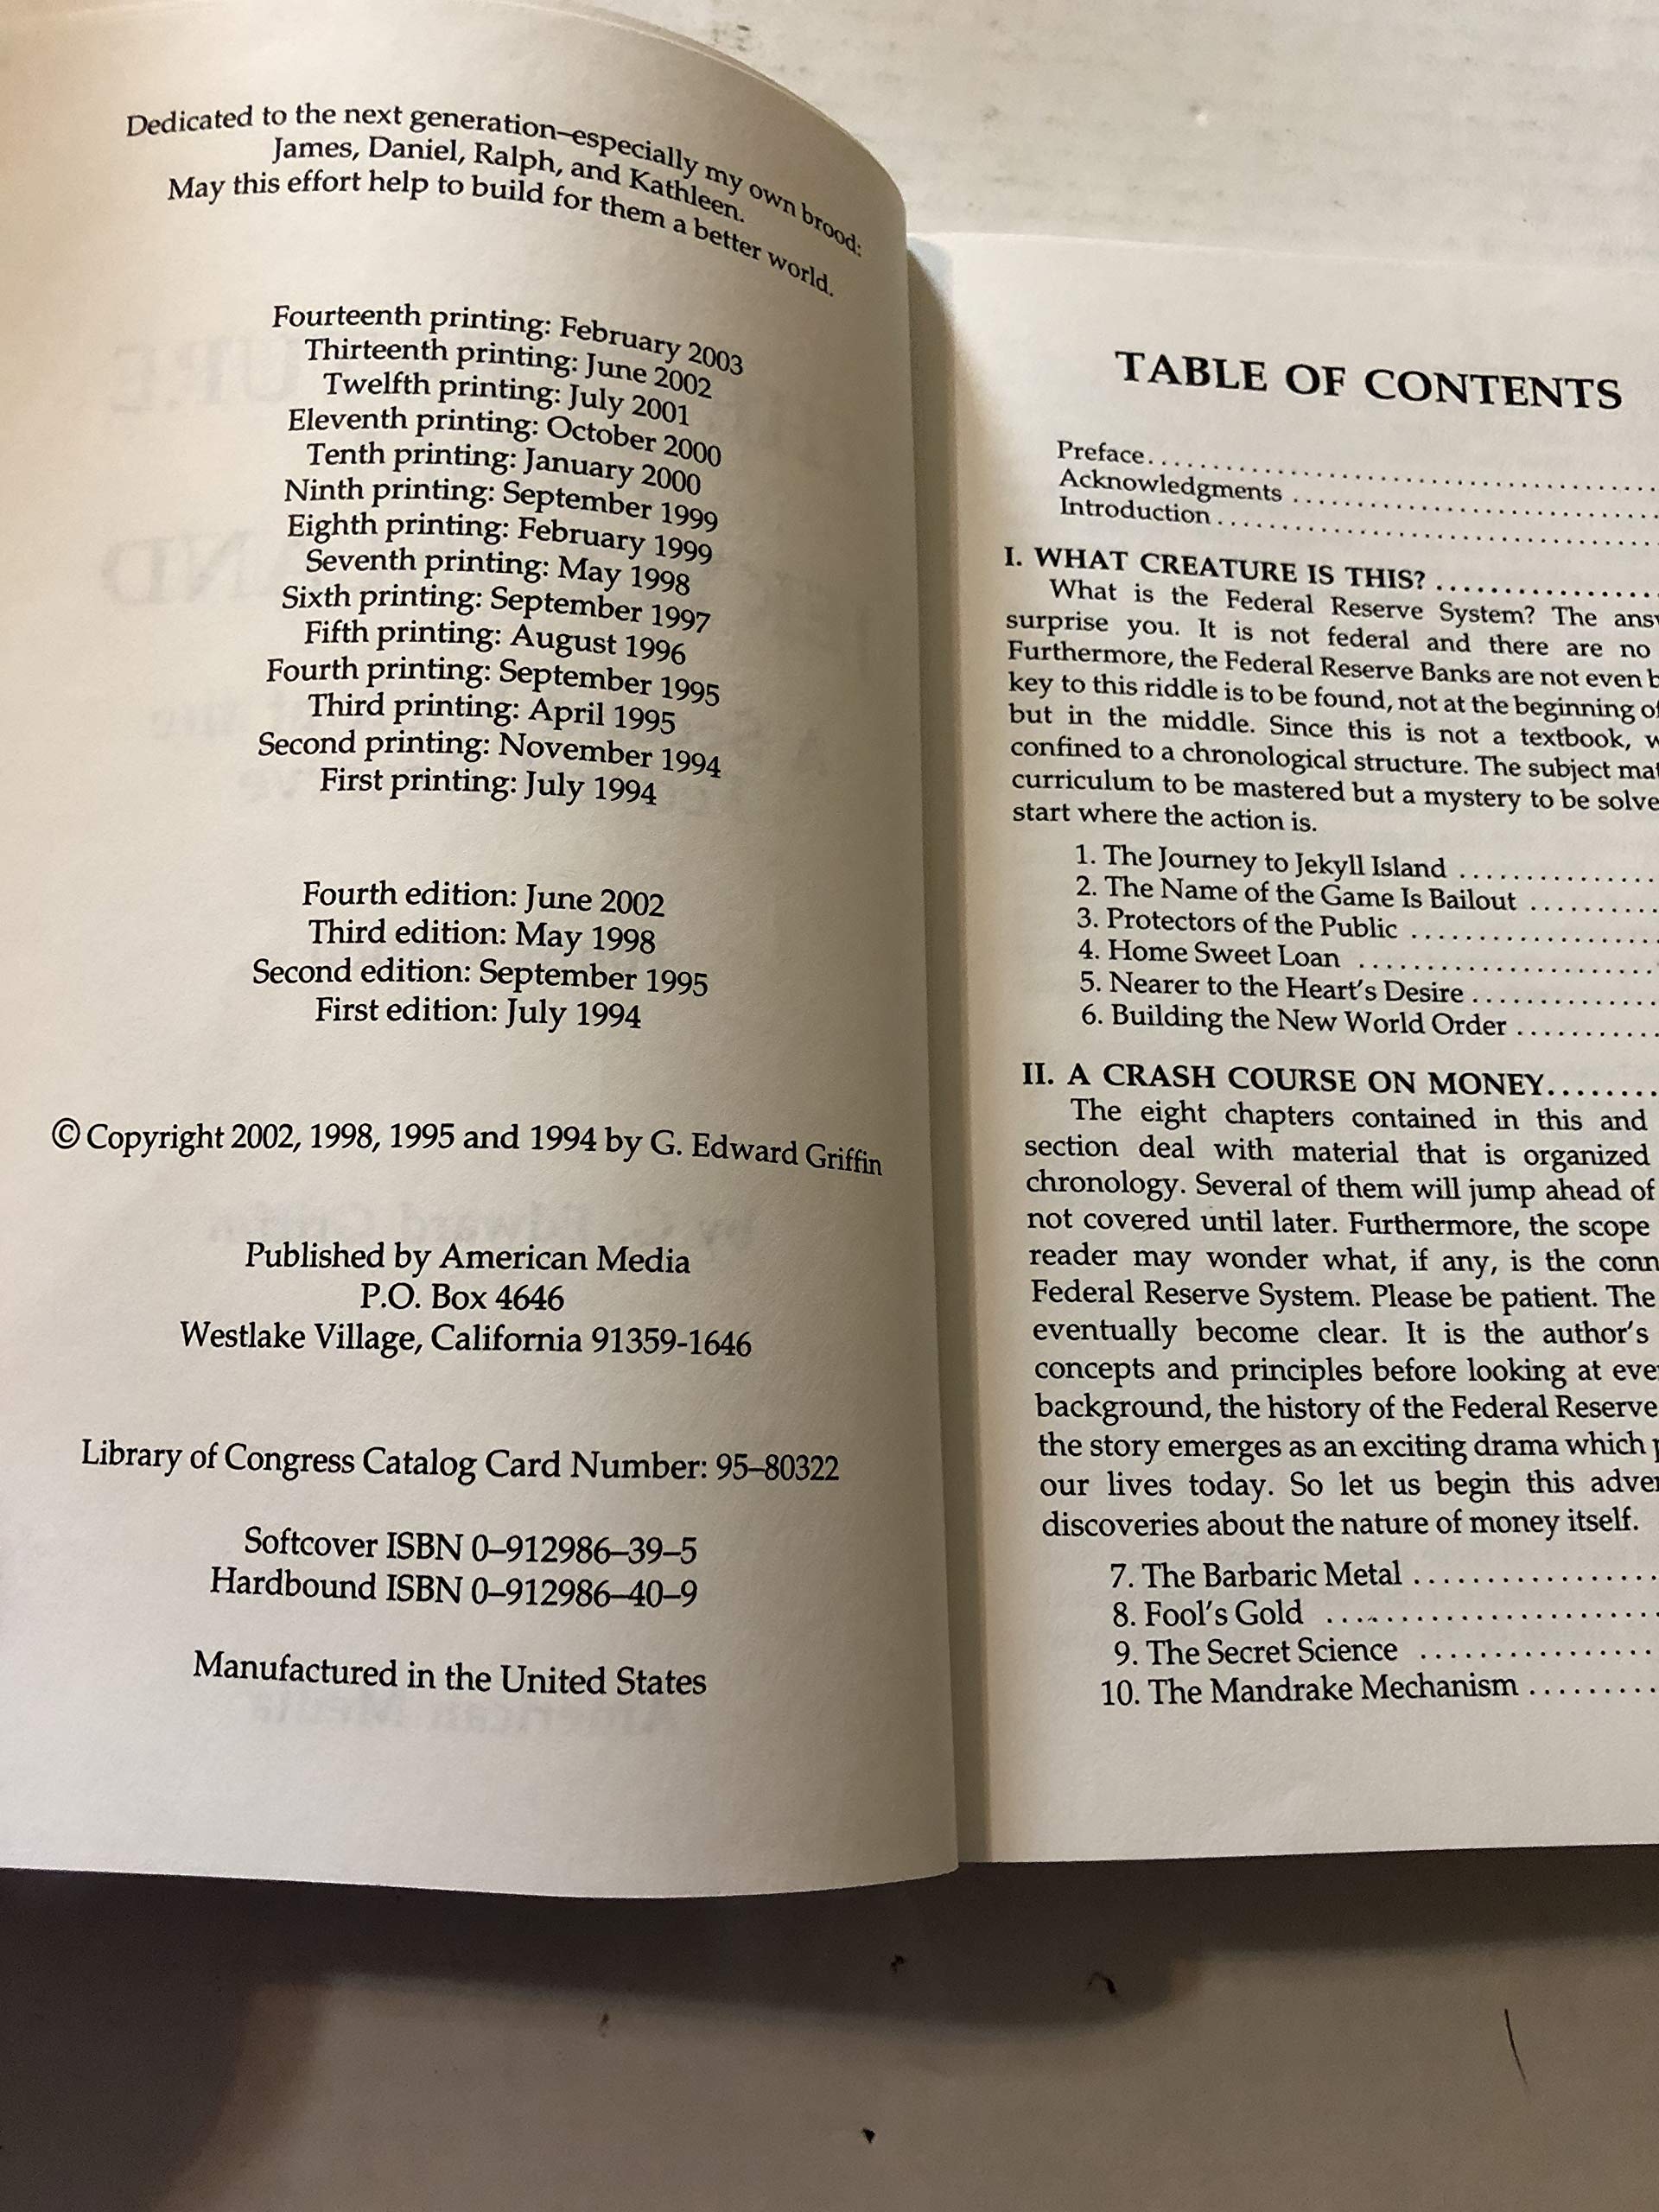 Dedicated to the next generation–especially my own brood:
James, Daniel, Ralph, and Kathleen.
May this effort help to build for them a better world.
Fourteenth printing: February 2003
Thirteenth printing: June 2002
Twelfth printing: July 2001
Eleventh printing: October 2000
Tenth printing: January 2000
Ninth printing: September 1999
Eighth printing: February 1999
Seventh printing: May 1998
Sixth printing: September 1997
Fifth printing: August 1996
Fourth printing: September 1995
Third printing: April 1995
Second printing: November 1994
First printing: July 1994
Fourth edition: June 2002
Third edition: May 1998
Second edition: September 1995
First edition: July 1994
© Copyright 2002, 1998, 1995 and 1994 by G. Edward Griffin
Published by American Media
P.O. Box 4646
Westlake Village, California 91359-1646
Library of Congress Catalog Card Number: 95–80322
Softcover ISBN 0–912986–39–5
Hardbound ISBN 0–912986–40–9
Manufactured in the United States
TABLE OF CONTENTS
Preface
Acknowledgments
Introduction
I. WHAT CREATURE IS THIS?
What is the Federal Reserve System? The
surprise you. It is not federal and there are no
Furthermore, the Federal Reserve Banks are not even
key to this riddle is to be found, not at the beginning
but in the middle. Since this is not a textbook,
confined to a chronological structure. The subject
curriculum to be mastered but a mystery to be
start where the action is.
1. The Journey to Jekyll Island
2. The Name of the Game Is Bailout
3. Protectors of the Public
4. Home Sweet Loan
5. Nearer to the Heart's Desire
6. Building the New World Order
II. A CRASH COURSE ON MONEY
The eight chapters contained in this and
section deal with material that is organized
chronology. Several of them will jump ahead of
not covered until later. Furthermore, the scope
reader may wonder what, if any, is the
Federal Reserve System. Please be patient. The
eventually become clear. It is the author's
concepts and principles before looking at
background, the history of the Federal Reserve
the story emerges as an exciting drama which
our lives today. So let us begin this
discoveries about the nature of money itself.
7. The Barbaric Metal
8. Fool's Gold
9. The Secret Science
10. The Mandrake Mechanism